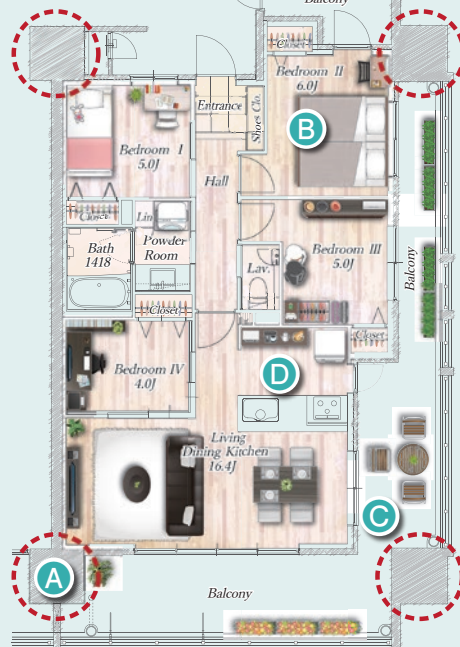 Balcony
Closet
Bedroom II
6.0J
Entrance
Shoes Clo.
B
Bedroom I
5.0J
Hall
Closet
Lin
Powder
Room
Bath
1418
Lav.
Bedroom III
5.0J
Balcony
Closet
Closet
Bedroom IV
4.0J
D
Living
Dining Kitchen
16.4J
C
A
Balcony